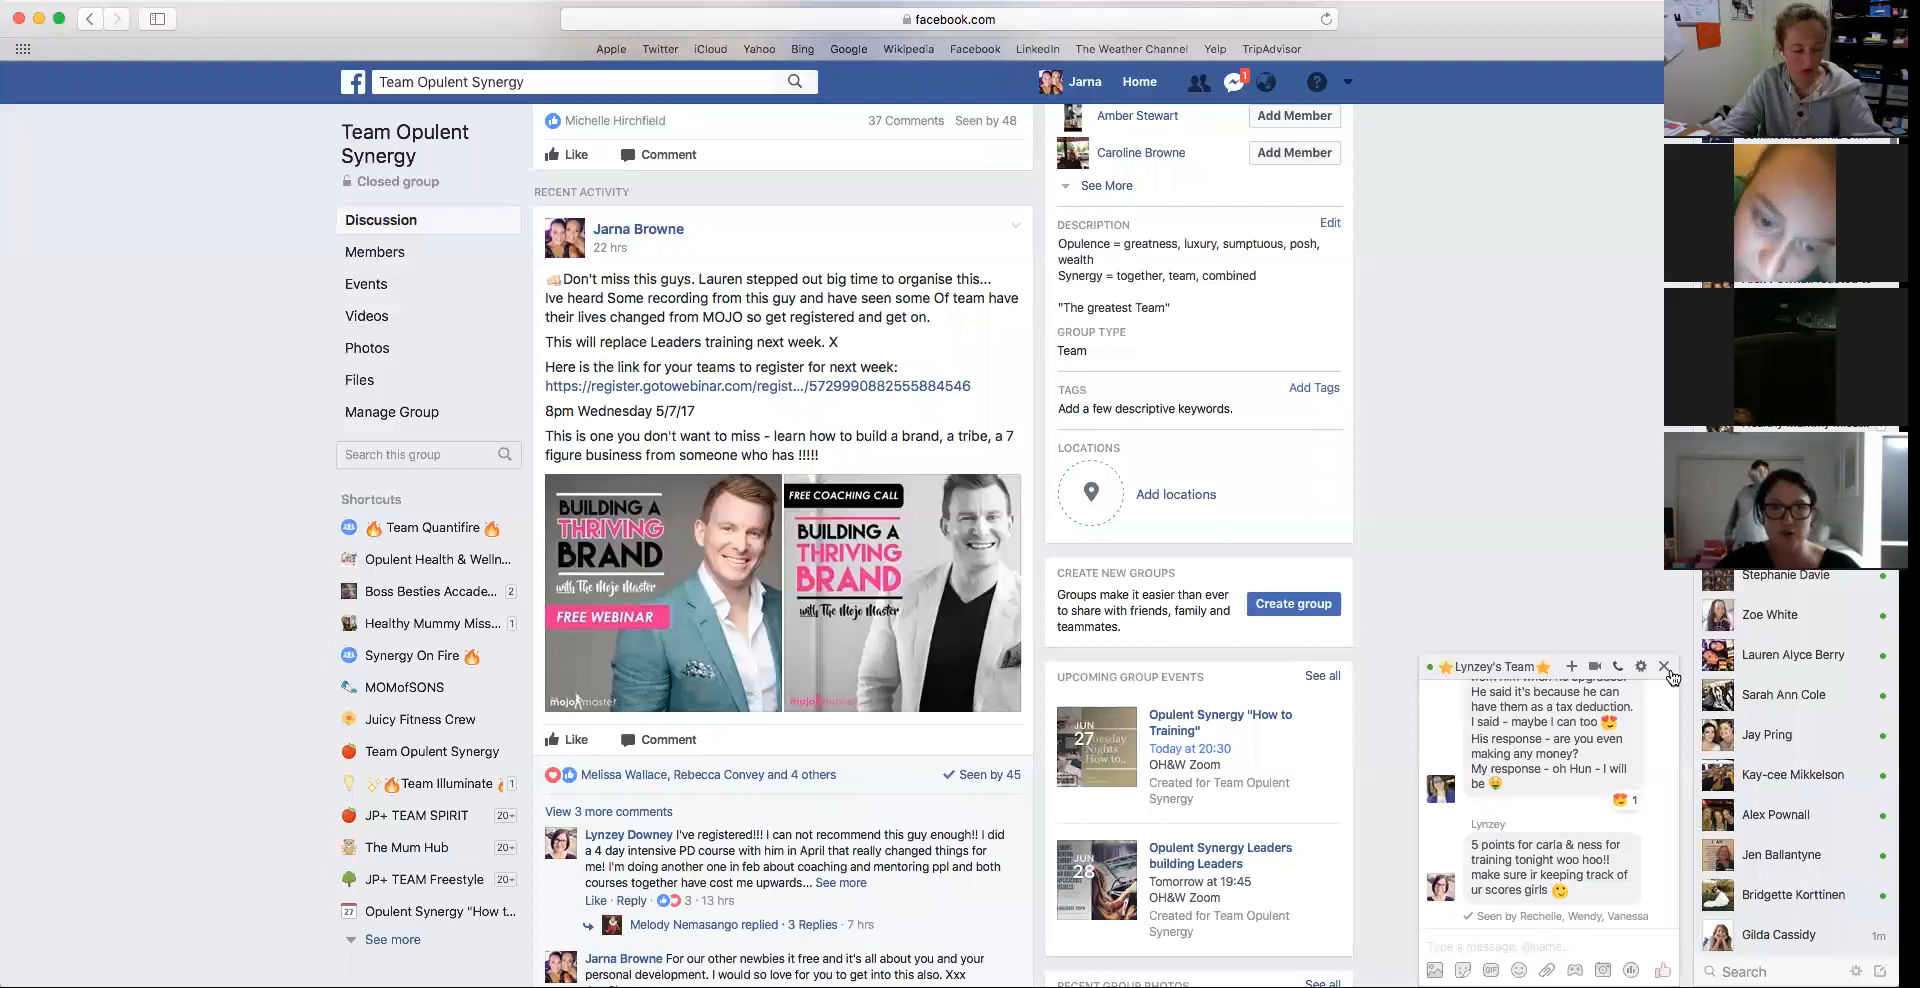 facebook.com
Apple Twitter iCloud Yahoo Bing Google Wikipedia Facebook LinkedIn The Weather Channel Yelp TripAdvisor
Team Opulent Synergy
Jarna Home 1
Team Opulent
Synergy
Closed group
Discussion
Members
Events
Videos
Photos
Files
Manage Group
Search this group
Shortcuts
🔥 Team Quantifire 🔥
Opulent Health & Welln...
Boss Besties Accade... 2
Healthy Mummy Miss... 1
Synergy On Fire 🔥
MOMofSONS
Juicy Fitness Crew
Team Opulent Synergy
✨🔥Team Illuminate 1
JP+ TEAM SPIRIT 20+
The Mum Hub 20+
JP+ TEAM Freestyle 20+
27 Opulent Synergy "How t...
See more
Michelle Hirchfield 37 Comments Seen by 48
Like Comment
RECENT ACTIVITY
Jarna Browne
22 hrs
👊🏻Don't miss this guys. Lauren stepped out big time to organise this...
Ive heard Some recording from this guy and have seen some Of team have
their lives changed from MOJO so get registered and get on.
This will replace Leaders training next week. X
Here is the link for your teams to register for next week:
https://register.gotowebinar.com/regist.../5729990882555884546
8pm Wednesday 5/7/17
This is one you don't want to miss - learn how to build a brand, a tribe, a 7
figure business from someone who has !!!!!
BUILDING A
THRIVING
BRAND
with The Mojo Master
FREE WEBINAR
mojo master
FREE COACHING CALL
BUILDING A
THRIVING
BRAND
with The Mojo Master
mojo master
Like Comment
Melissa Wallace, Rebecca Convey and 4 others Seen by 45
View 3 more comments
Lynzey Downey I've registered!!! I can not recommend this guy enough!! I did
a 4 day intensive PD course with him in April that really changed things for
me! I'm doing another one in feb about coaching and mentoring ppl and both
courses together have cost me upwards... See more
Like · Reply · 3 · 13 hrs
Melody Nemasango replied · 3 Replies · 7 hrs
Jarna Browne For our other newbies it free and it's all about you and your
personal development. I would so love for you to get into this also. Xxx
Amber Stewart Add Member
Caroline Browne Add Member
See More
DESCRIPTION Edit
Opulence = greatness, luxury, sumptuous, posh,
wealth
Synergy = together, team, combined
"The greatest Team"
GROUP TYPE
Team
TAGS Add Tags
Add a few descriptive keywords.
LOCATIONS
Add locations
CREATE NEW GROUPS
Groups make it easier than ever
to share with friends, family and
teammates.
Create group
UPCOMING GROUP EVENTS See all
JUN
27
Tuesday
Nights
How to..
Opulent Synergy "How to
Training"
Today at 20:30
OH&W Zoom
Created for Team Opulent
Synergy
JUN
28
Opulent Synergy Leaders
building Leaders
Tomorrow at 19:45
OH&W Zoom
Created for Team Opulent
Synergy
RECENT GROUP PHOTOS See all
⭐Lynzey's Team⭐
He said it's because he can
have them as a tax deduction.
I said - maybe I can too 😍
His response - are you even
making any money?
My response - oh Hun - I will
be 🤑
😍 1
Lynzey
5 points for carla & ness for
training tonight woo hoo!!
make sure ir keeping track of
ur scores girls 🙂
Seen by Rechelle, Wendy, Vanessa
Type a message, @name...
GIF
Stephanie Davie
Zoe White
Lauren Alyce Berry
Sarah Ann Cole
Jay Pring
Kay-cee Mikkelson
Alex Pownall
Jen Ballantyne
Bridgette Korttinen
Gilda Cassidy 1m
Search